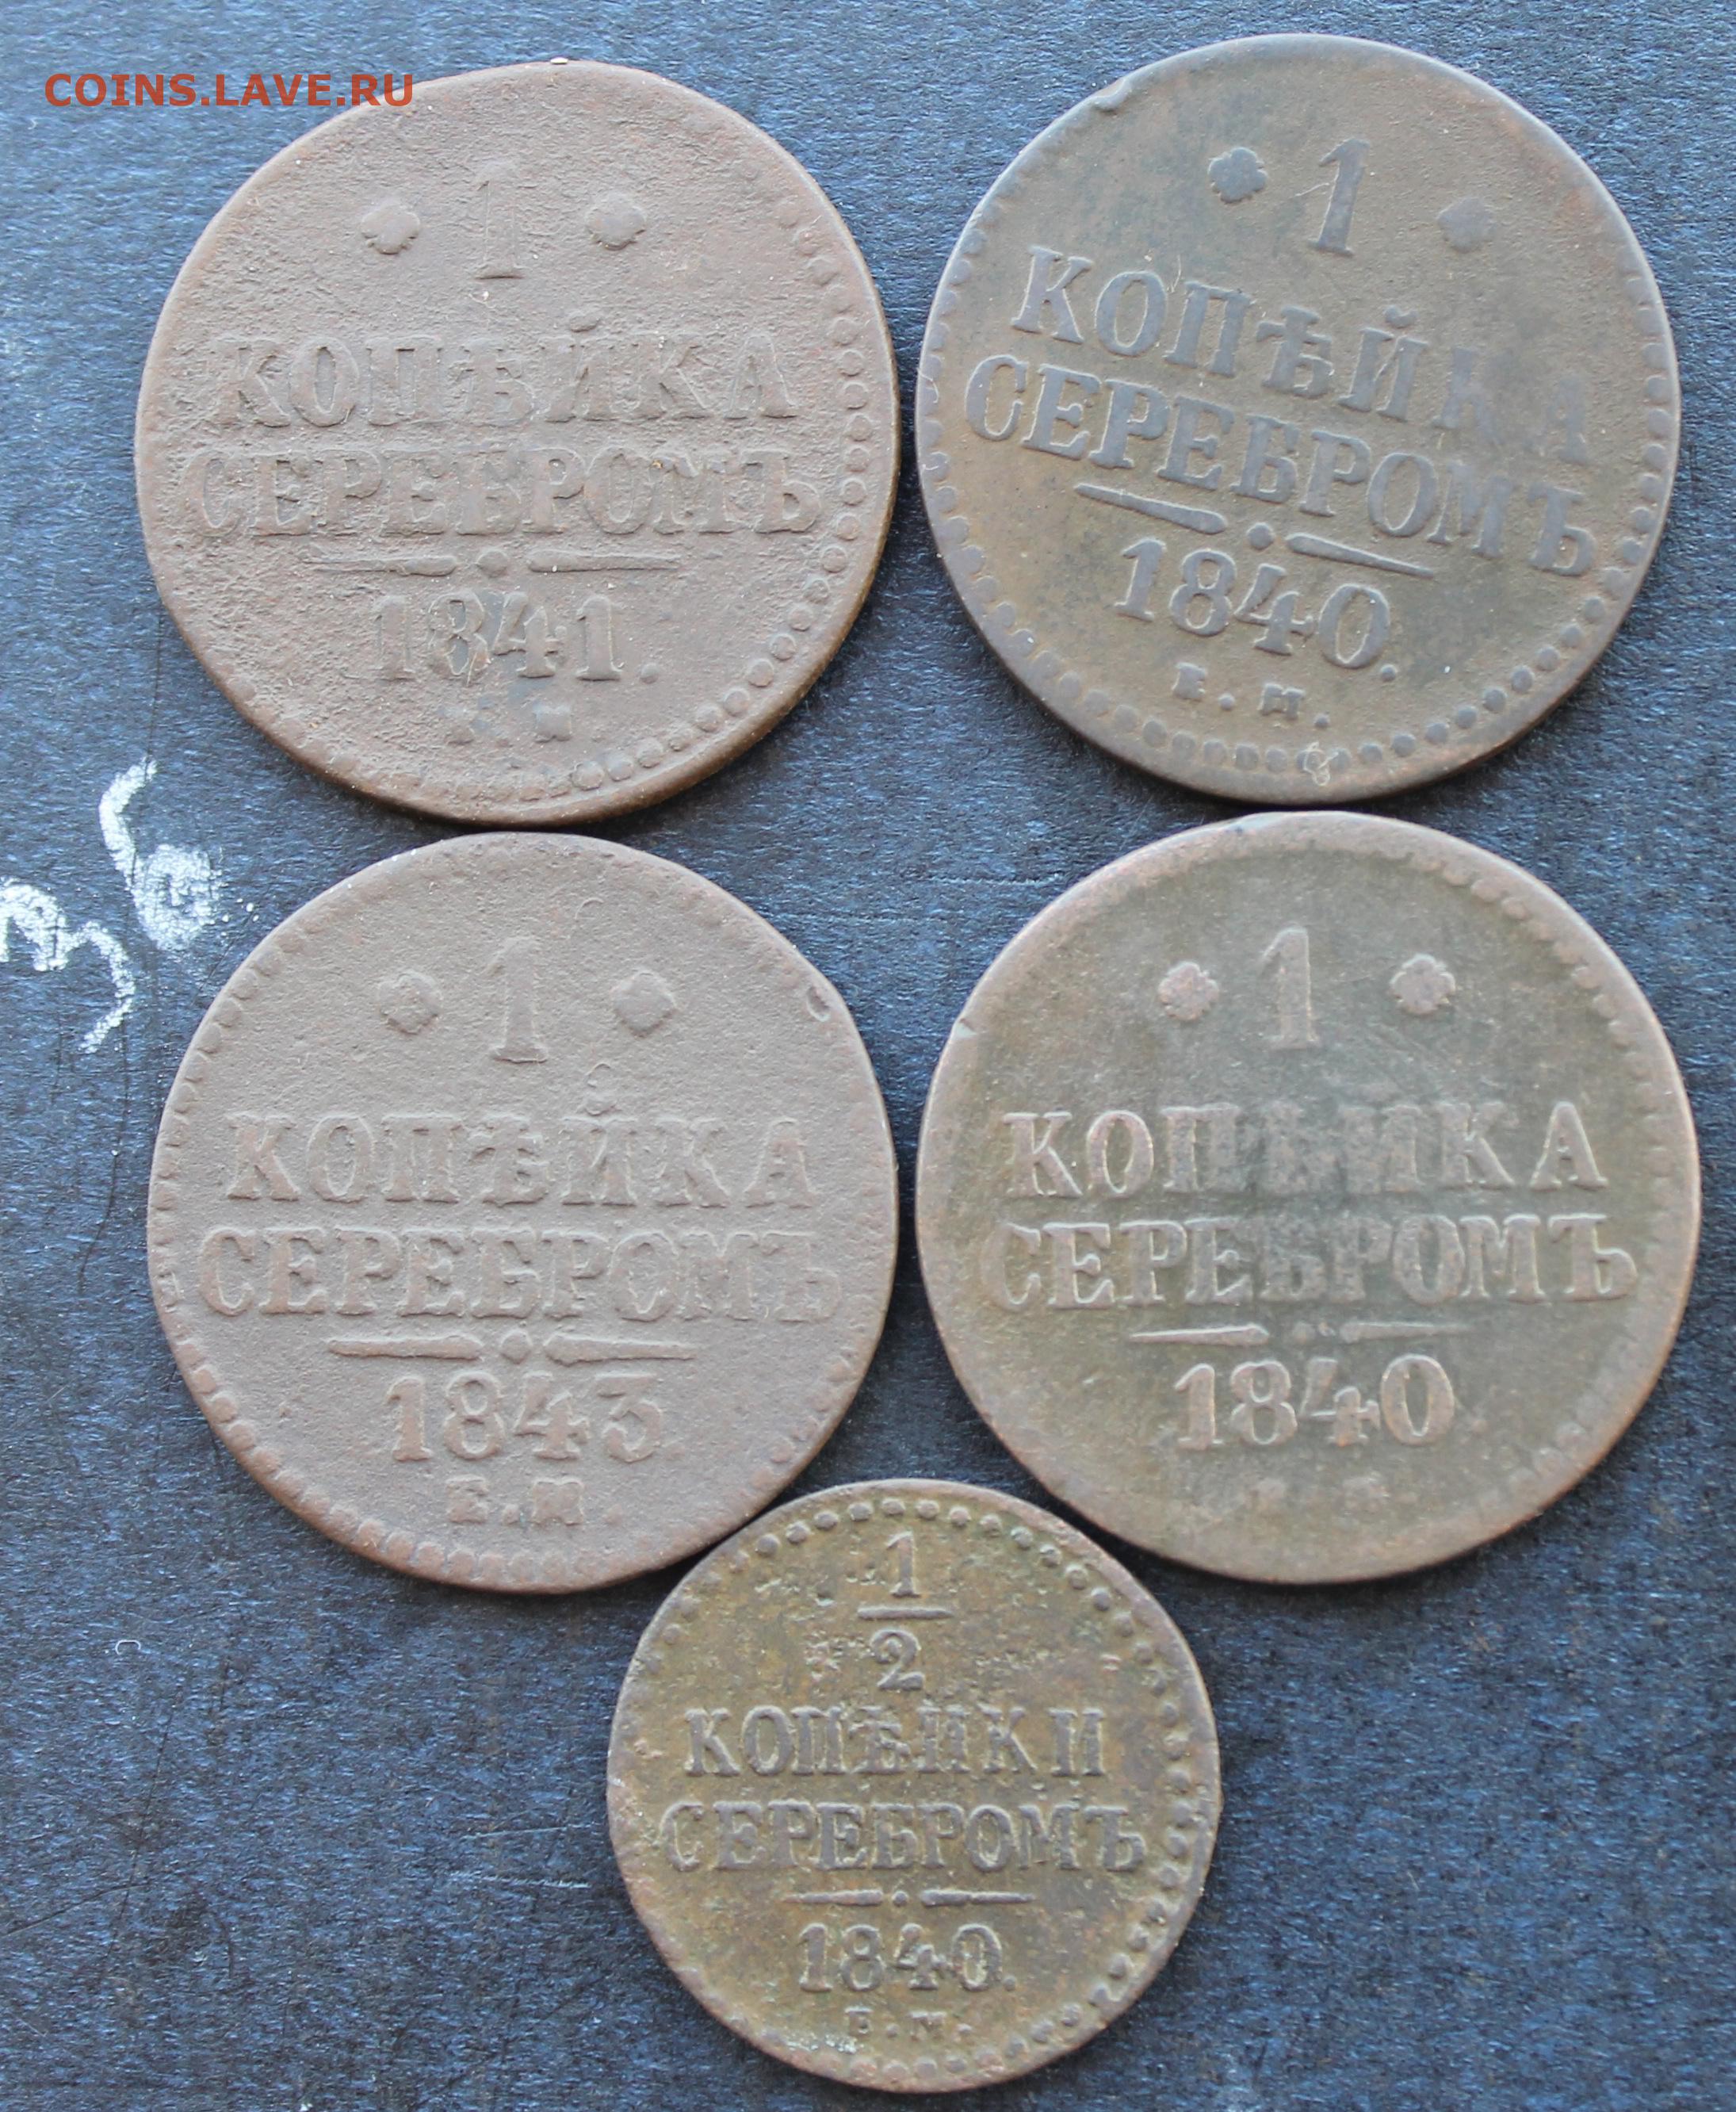 COINS.LAVE.RU
1
КОПѢЙКА
СЕРЕБРОМЪ
1841.
1
КОПѢЙКА
СЕРЕБРОМЪ
1840.
Е.М.
36
1
КОПѢЙКА
СЕРЕБРОМЪ
1843.
Е.М.
1
КОПѢЙКА
СЕРЕБРОМЪ
1840
1
2
КОПѢЙКИ
СЕРЕБРОМЪ
1840.
Е.М.